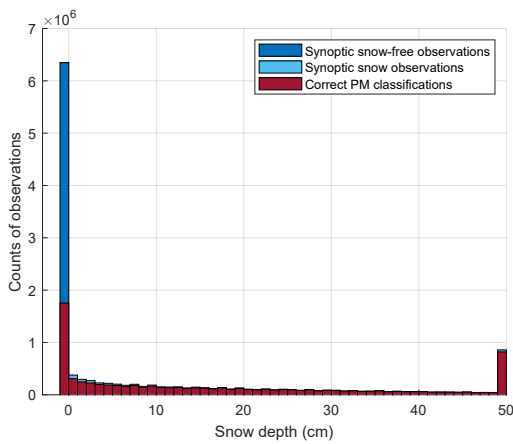 ×10⁶
7
6
5
4
3
2
1
0
Counts of observations
Synoptic snow-free observations
Synoptic snow observations
Correct PM classifications
0 10 20 30 40 50
Snow depth (cm)